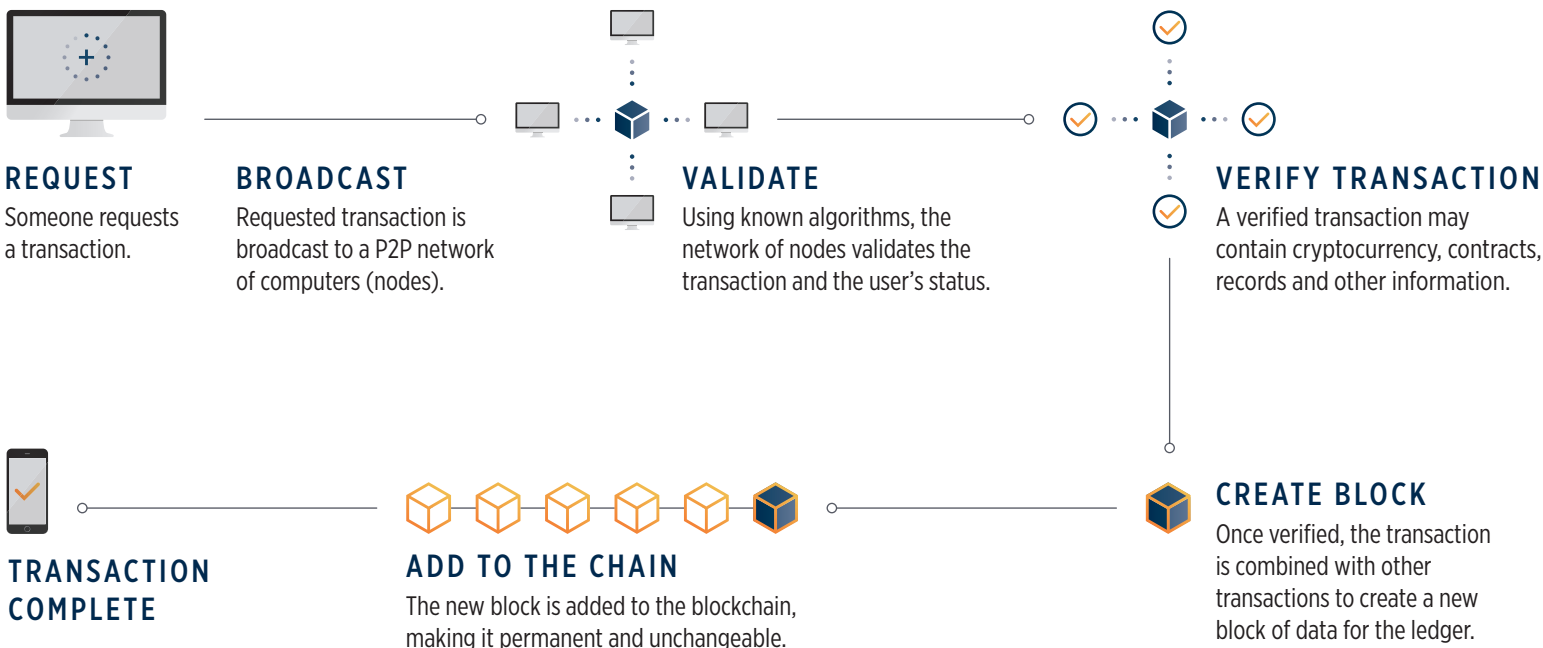 REQUEST
Someone requests
a transaction.
BROADCAST
Requested transaction is
broadcast to a P2P network
of computers (nodes).
VALIDATE
Using known algorithms, the
network of nodes validates the
transaction and the user’s status.
VERIFY TRANSACTION
A verified transaction may
contain cryptocurrency, contracts,
records and other information.
CREATE BLOCK
Once verified, the transaction
is combined with other
transactions to create a new
block of data for the ledger.
ADD TO THE CHAIN
The new block is added to the blockchain,
making it permanent and unchangeable.
TRANSACTION
COMPLETE